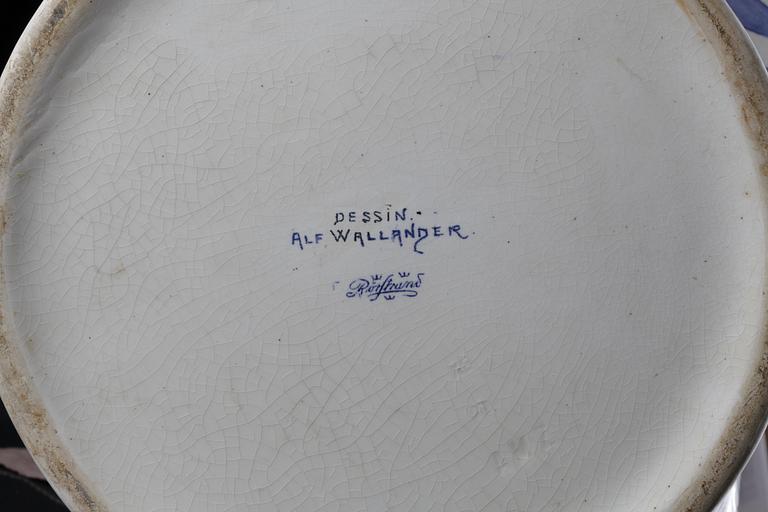 DESSIN.
ALF WALLANDER.
Rörstrand